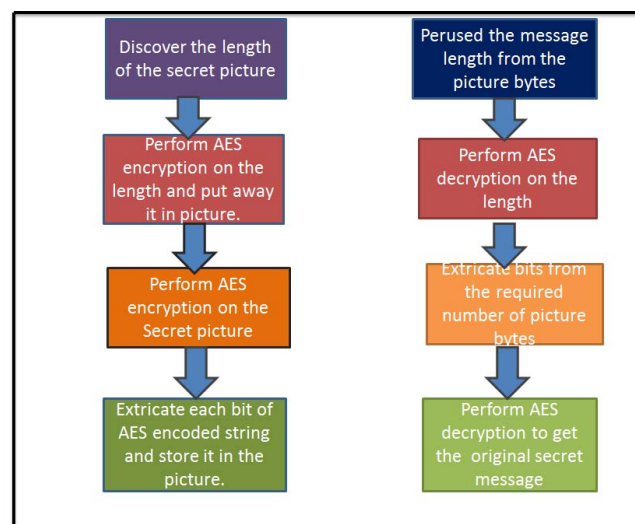 Discover the length
of the secret picture
Perform AES
encryption on the
length and put away
it in picture.
Perform AES
encryption on the
Secret picture
Extricate each bit of
AES encoded string
and store it in the
picture.
Perused the message
length from the
picture bytes
Perform AES
decryption on the
length
Extricate bits from
the required
number of picture
bytes
Perform AES
decryption to get
the original secret
message